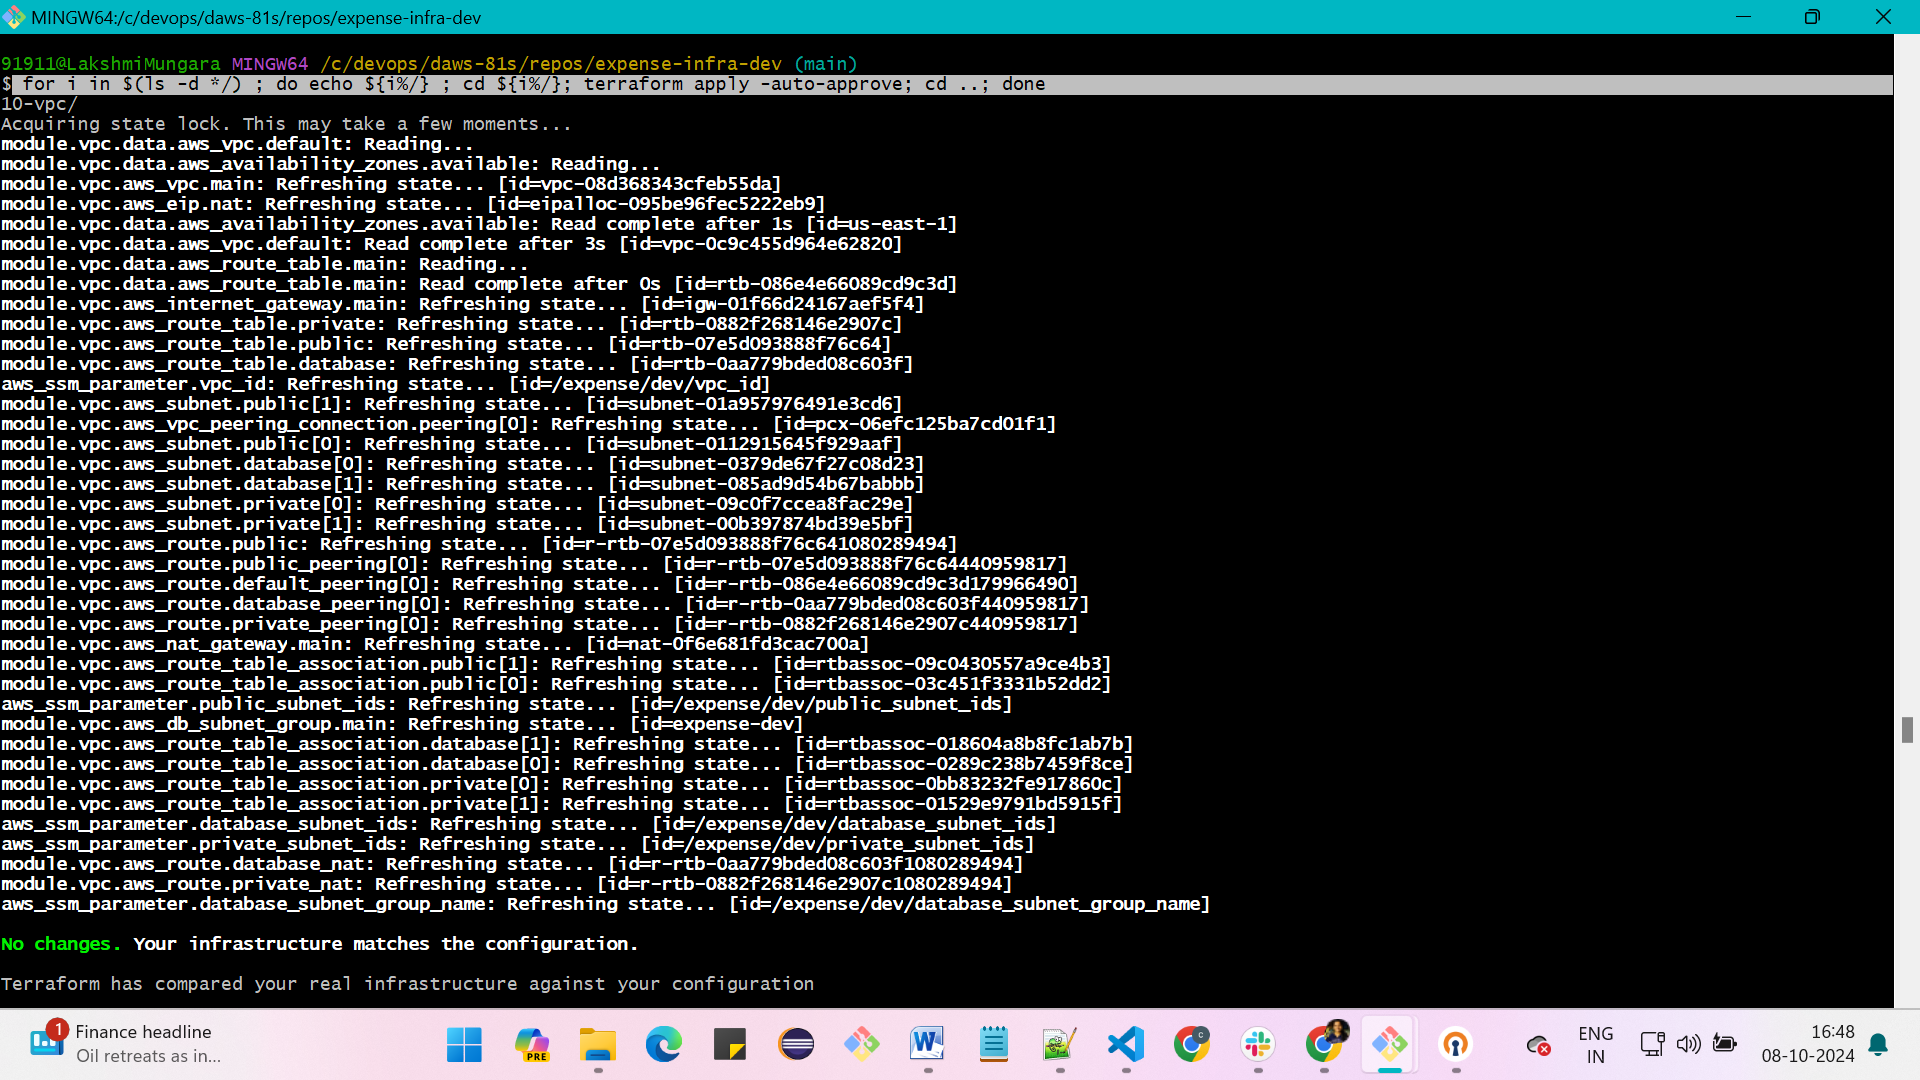 MINGW64:/c/devops/daws-81s/repos/expense-infra-dev
91911@LakshmiMungara MINGW64 /c/devops/daws-81s/repos/expense-infra-dev (main)
$ for i in $(ls -d */) ; do echo ${i%/} ; cd ${i%/}; terraform apply -auto-approve; cd ..; done
10-vpc/
Acquiring state lock. This may take a few moments...
module.vpc.data.aws_vpc.default: Reading...
module.vpc.data.aws_availability_zones.available: Reading...
module.vpc.aws_vpc.main: Refreshing state... [id=vpc-08d368343cfeb55da]
module.vpc.aws_eip.nat: Refreshing state... [id=eipalloc-095be96fec5222eb9]
module.vpc.data.aws_availability_zones.available: Read complete after 1s [id=us-east-1]
module.vpc.data.aws_vpc.default: Read complete after 3s [id=vpc-0c9c455d964e62820]
module.vpc.data.aws_route_table.main: Reading...
module.vpc.data.aws_route_table.main: Read complete after 0s [id=rtb-086e4e66089cd9c3d]
module.vpc.aws_internet_gateway.main: Refreshing state... [id=igw-01f66d24167aef5f4]
module.vpc.aws_route_table.private: Refreshing state... [id=rtb-0882f268146e2907c]
module.vpc.aws_route_table.public: Refreshing state... [id=rtb-07e5d093888f76c64]
module.vpc.aws_route_table.database: Refreshing state... [id=rtb-0aa779bded08c603f]
aws_ssm_parameter.vpc_id: Refreshing state... [id=/expense/dev/vpc_id]
module.vpc.aws_subnet.public[1]: Refreshing state... [id=subnet-01a957976491e3cd6]
module.vpc.aws_vpc_peering_connection.peering[0]: Refreshing state... [id=pcx-06efc125ba7cd01f1]
module.vpc.aws_subnet.public[0]: Refreshing state... [id=subnet-0112915645f929aaf]
module.vpc.aws_subnet.database[0]: Refreshing state... [id=subnet-0379de67f27c08d23]
module.vpc.aws_subnet.database[1]: Refreshing state... [id=subnet-085ad9d54b67babbb]
module.vpc.aws_subnet.private[0]: Refreshing state... [id=subnet-09c0f7ccea8fac29e]
module.vpc.aws_subnet.private[1]: Refreshing state... [id=subnet-00b397874bd39e5bf]
module.vpc.aws_route.public: Refreshing state... [id=r-rtb-07e5d093888f76c641080289494]
module.vpc.aws_route.public_peering[0]: Refreshing state... [id=r-rtb-07e5d093888f76c64440959817]
module.vpc.aws_route.default_peering[0]: Refreshing state... [id=r-rtb-086e4e66089cd9c3d179966490]
module.vpc.aws_route.database_peering[0]: Refreshing state... [id=r-rtb-0aa779bded08c603f440959817]
module.vpc.aws_route.private_peering[0]: Refreshing state... [id=r-rtb-0882f268146e2907c440959817]
module.vpc.aws_nat_gateway.main: Refreshing state... [id=nat-0f6e681fd3cac700a]
module.vpc.aws_route_table_association.public[1]: Refreshing state... [id=rtbassoc-09c0430557a9ce4b3]
module.vpc.aws_route_table_association.public[0]: Refreshing state... [id=rtbassoc-03c451f3331b52dd2]
aws_ssm_parameter.public_subnet_ids: Refreshing state... [id=/expense/dev/public_subnet_ids]
module.vpc.aws_db_subnet_group.main: Refreshing state... [id=expense-dev]
module.vpc.aws_route_table_association.database[1]: Refreshing state... [id=rtbassoc-018604a8b8fc1ab7b]
module.vpc.aws_route_table_association.database[0]: Refreshing state... [id=rtbassoc-0289c238b7459f8ce]
module.vpc.aws_route_table_association.private[0]: Refreshing state... [id=rtbassoc-0bb83232fe917860c]
module.vpc.aws_route_table_association.private[1]: Refreshing state... [id=rtbassoc-01529e9791bd5915f]
aws_ssm_parameter.database_subnet_ids: Refreshing state... [id=/expense/dev/database_subnet_ids]
aws_ssm_parameter.private_subnet_ids: Refreshing state... [id=/expense/dev/private_subnet_ids]
module.vpc.aws_route.database_nat: Refreshing state... [id=r-rtb-0aa779bded08c603f1080289494]
module.vpc.aws_route.private_nat: Refreshing state... [id=r-rtb-0882f268146e2907c1080289494]
aws_ssm_parameter.database_subnet_group_name: Refreshing state... [id=/expense/dev/database_subnet_group_name]
No changes. Your infrastructure matches the configuration.
Terraform has compared your real infrastructure against your configuration
1
Finance headline
Oil retreats as in...
PRE
W
C
ENG
IN
16:48
08-10-2024